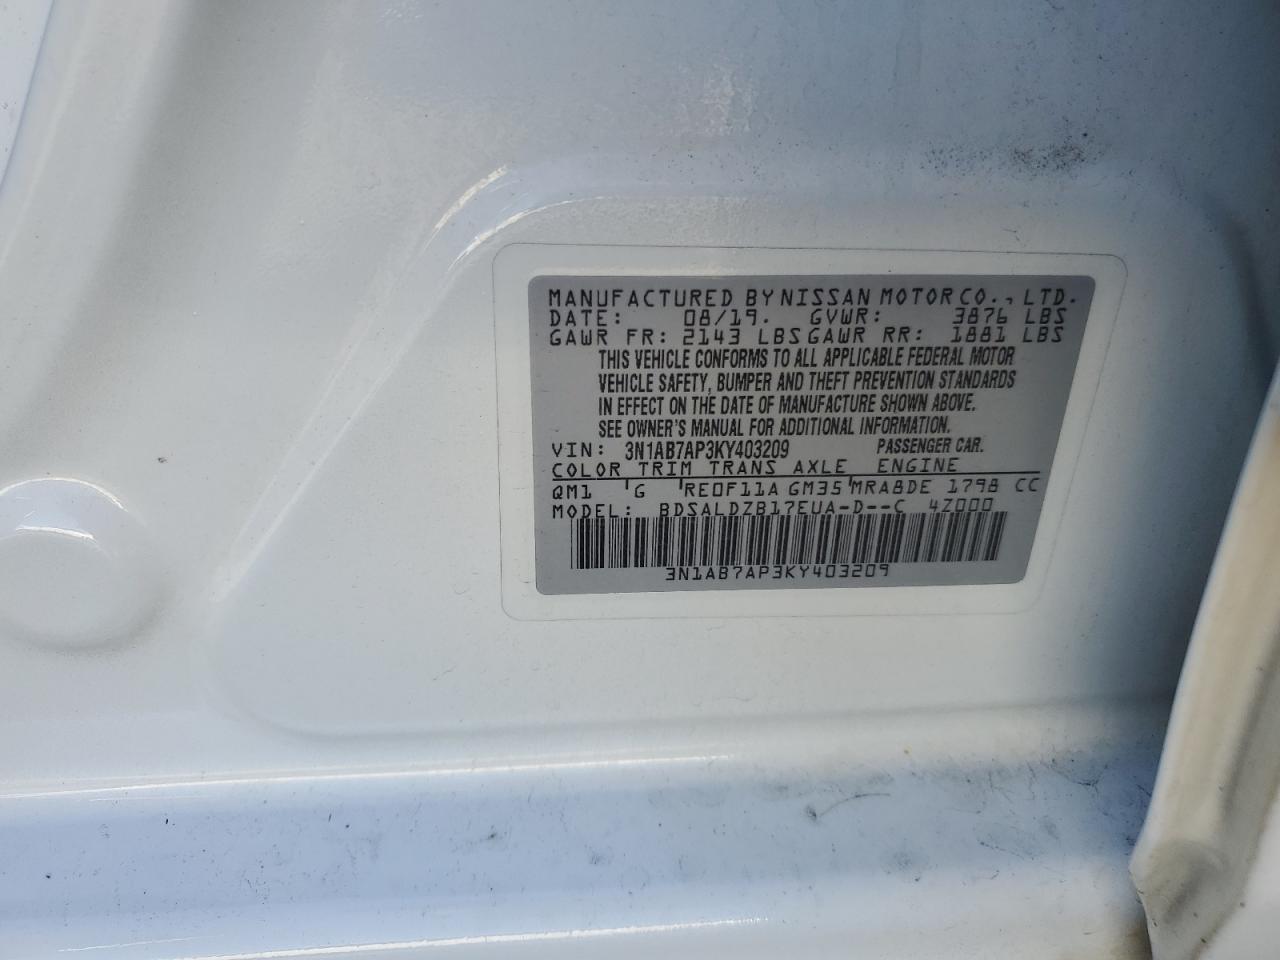 MANUFACTURED BY NISSAN MOTOR CO., LTD.
DATE: 08/19. GVWR: 3876 LBS
GAWR FR: 2143 LBS GAWR RR: 1881 LBS
THIS VEHICLE CONFORMS TO ALL APPLICABLE FEDERAL MOTOR
VEHICLE SAFETY, BUMPER AND THEFT PREVENTION STANDARDS
IN EFFECT ON THE DATE OF MANUFACTURE SHOWN ABOVE.
SEE OWNER'S MANUAL FOR ADDITIONAL INFORMATION.
VIN: 3N1AB7AP3KY403209 PASSENGER CAR.
COLOR TRIM TRANS AXLE ENGINE
QM1 G RE0F11A GM35 MRA8DE 1798 CC
MODEL: BDSALDZB17EUA-D--C 4Z000
3N1AB7AP3KY403209